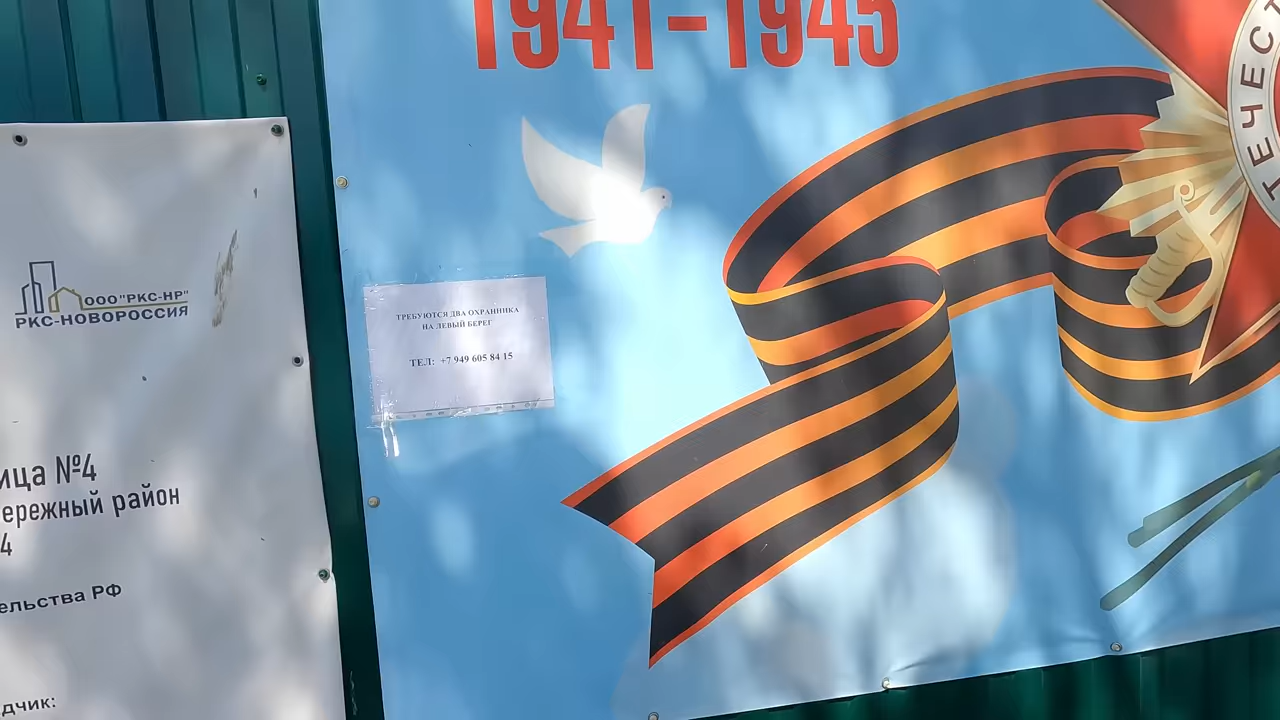 1941-1945
ТЕЧЕСТ
ООО "РКС-НР"
РКС-НОВОРОССИЯ
ТРЕБУЮТСЯ ДВА ОХРАННИКА
НА ЛЕВЫЙ БЕРЕГ
ТЕЛ: +7 949 605 84 15
ица №4
ережный район
4
ельства РФ
дчик: